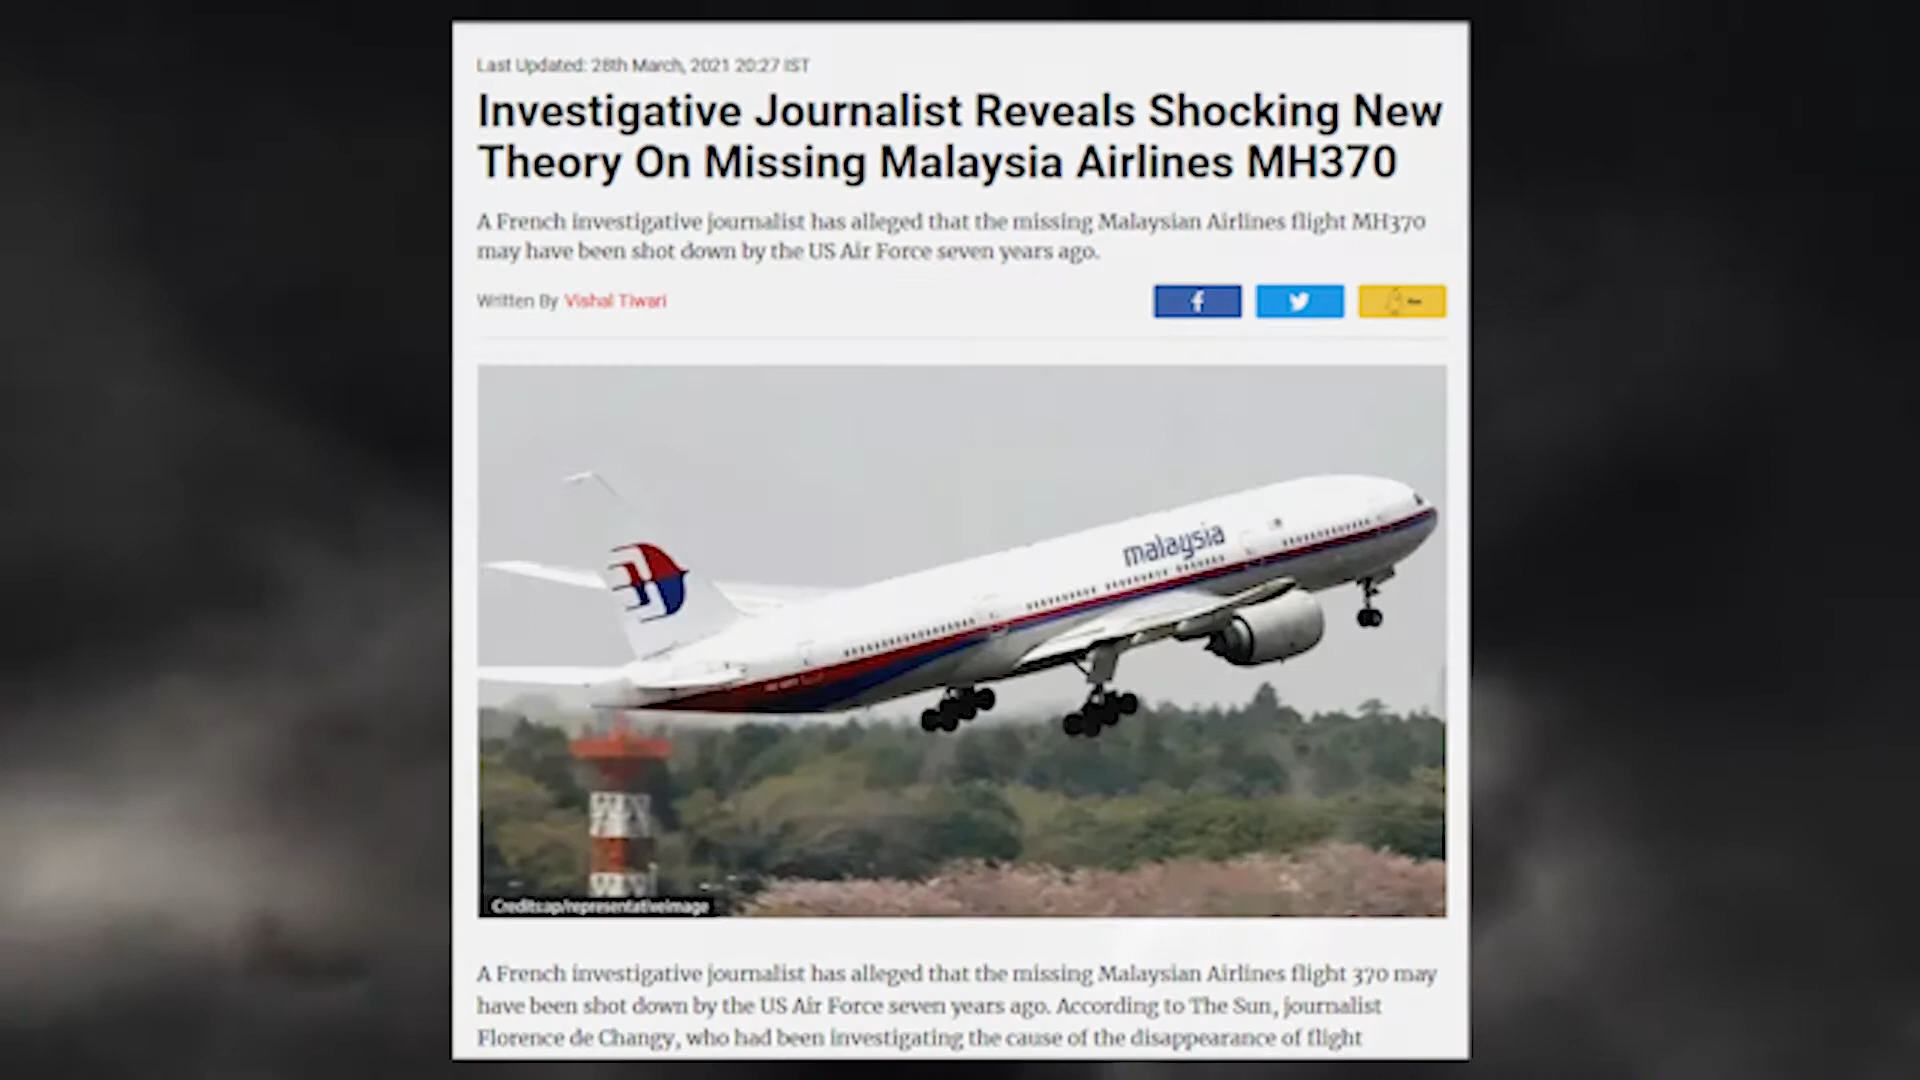 Last Updated: 28th March, 2021 20:27 IST
Investigative Journalist Reveals Shocking New
Theory On Missing Malaysia Airlines MH370
A French investigative journalist has alleged that the missing Malaysian Airlines flight MH370
may have been shot down by the US Air Force seven years ago.
Written By Vishal Tiwari
malaysia
Credits:ap/representativeimage
A French investigative journalist has alleged that the missing Malaysian Airlines flight 370 may
have been shot down by the US Air Force seven years ago. According to The Sun, journalist
Florence de Changy, who had been investigating the cause of the disappearance of flight